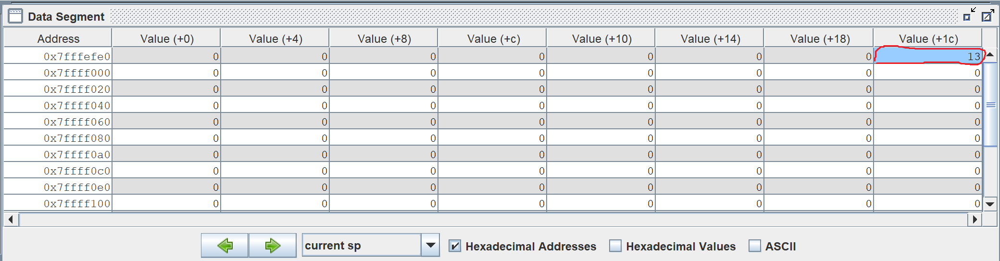 Data Segment
Address Value (+0) Value (+4) Value (+8) Value (+c) Value (+10) Value (+14) Value (+18) Value (+1c)
0x7fffefe0 0 0 0 0 0 0 0 13
0x7ffff000 0 0 0 0 0 0 0 0
0x7ffff020 0 0 0 0 0 0 0 0
0x7ffff040 0 0 0 0 0 0 0 0
0x7ffff060 0 0 0 0 0 0 0 0
0x7ffff080 0 0 0 0 0 0 0 0
0x7ffff0a0 0 0 0 0 0 0 0 0
0x7ffff0c0 0 0 0 0 0 0 0 0
0x7ffff0e0 0 0 0 0 0 0 0 0
0x7ffff100 0 0 0 0 0 0 0 0
current sp Hexadecimal Addresses Hexadecimal Values ASCII